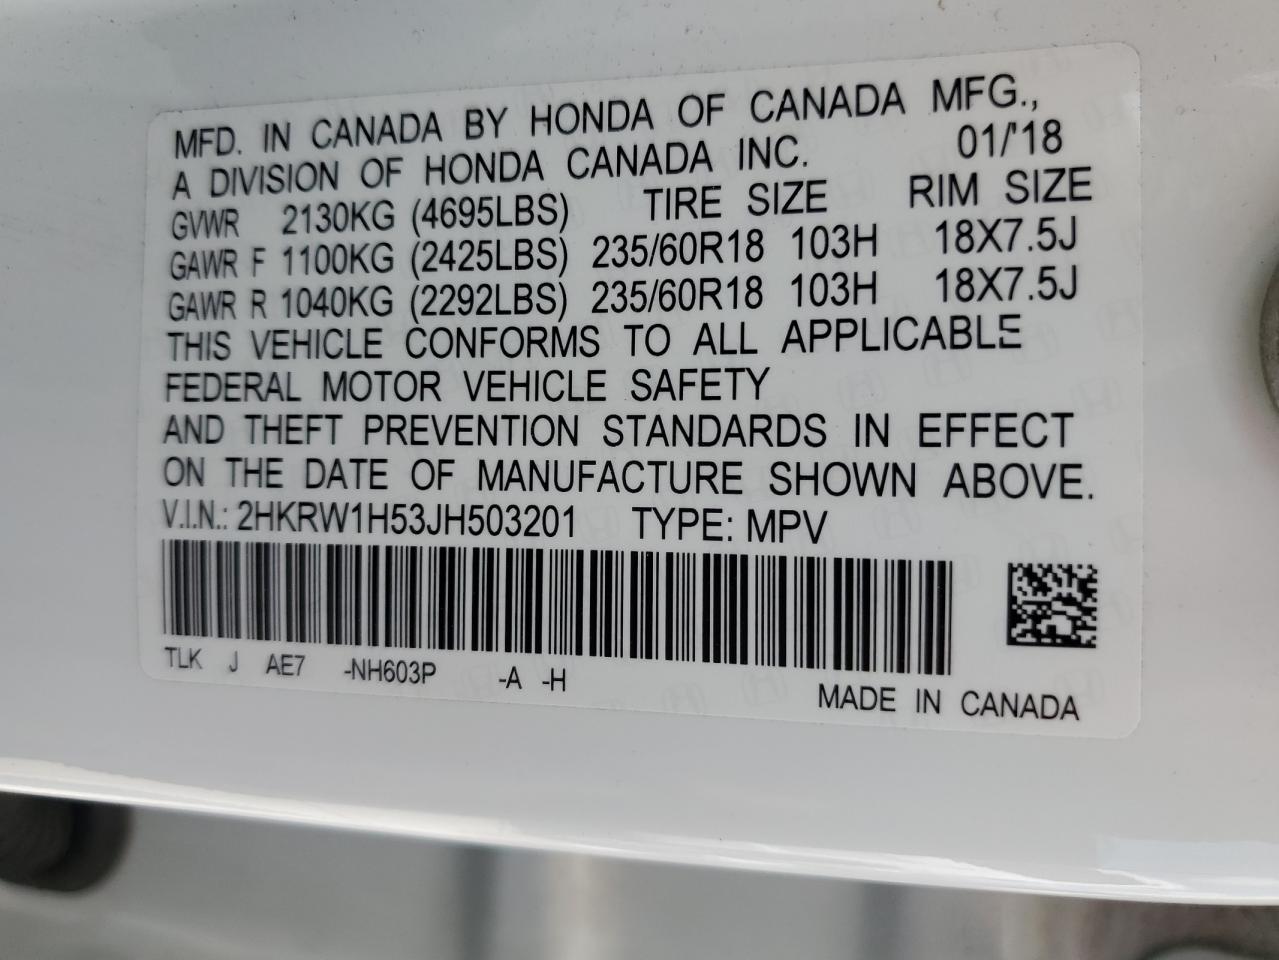 MFD. IN CANADA BY HONDA OF CANADA MFG.,
A DIVISION OF HONDA CANADA INC. 01/'18
GVWR 2130KG (4695LBS) TIRE SIZE RIM SIZE
GAWR F 1100KG (2425LBS) 235/60R18 103H 18X7.5J
GAWR R 1040KG (2292LBS) 235/60R18 103H 18X7.5J
THIS VEHICLE CONFORMS TO ALL APPLICABLE
FEDERAL MOTOR VEHICLE SAFETY
AND THEFT PREVENTION STANDARDS IN EFFECT
ON THE DATE OF MANUFACTURE SHOWN ABOVE.
V.I.N.: 2HKRW1H53JH503201 TYPE: MPV
TLK J AE7 -NH603P -A -H
MADE IN CANADA